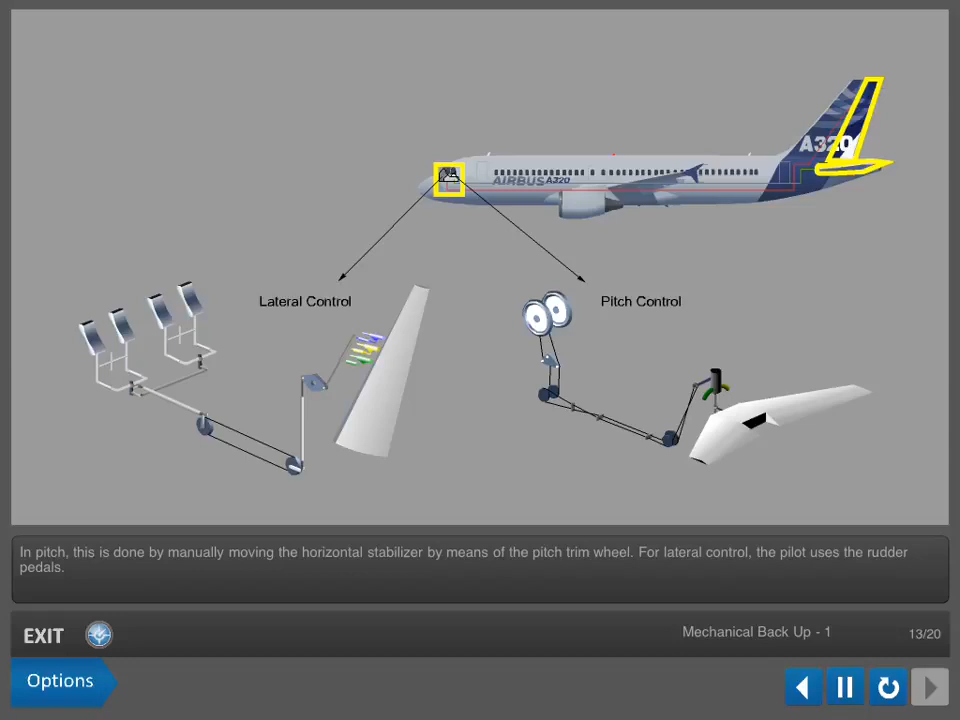 A320
AIRBUS A320
Lateral Control
Pitch Control
In pitch, this is done by manually moving the horizontal stabilizer by means of the pitch trim wheel. For lateral control, the pilot uses the rudder
pedals.
EXIT
Mechanical Back Up - 1
13/20
Options